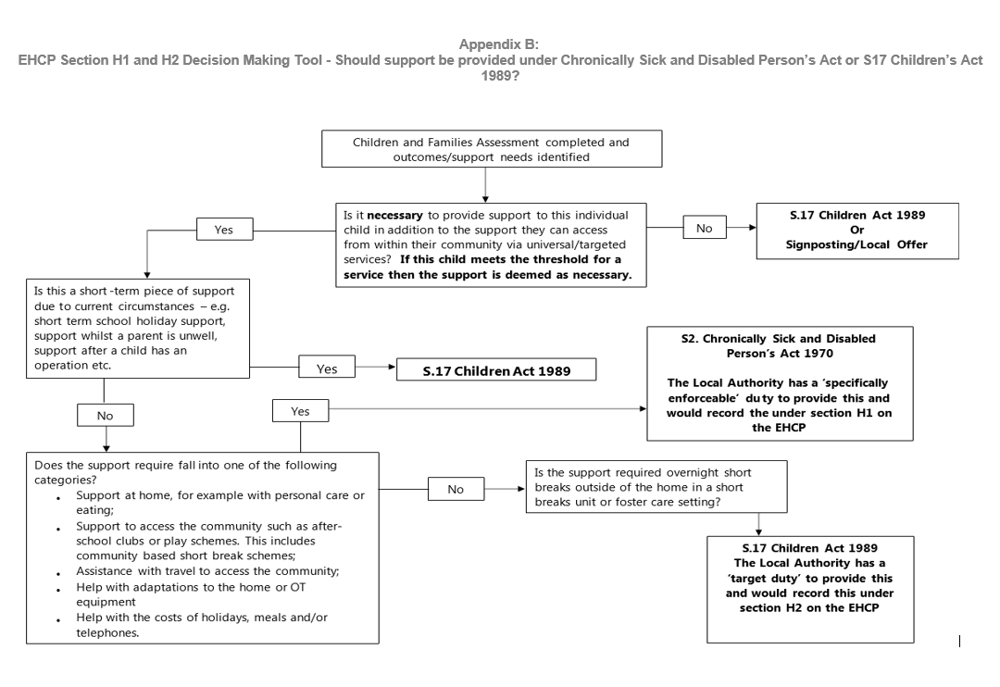 Appendix B:
EHCP Section H1 and H2 Decision Making Tool - Should support be provided under Chronically Sick and Disabled Person's Act or S17 Children's Act
1989?
Children and Families Assessment completed and
outcomes/support needs identified
Yes
Is it necessary to provide support to this individual
child in addition to the support they can access
from within their community via universal/targeted
services? If this child meets the threshold for a
service then the support is deemed as necessary.
No
S.17 Children Act 1989
Or
Signposting/Local Offer
Is this a short-term piece of support
due to current circumstances – e.g.
short term school holiday support,
support whilst a parent is unwell,
support after a child has an
operation etc.
Yes
S.17 Children Act 1989
S2. Chronically Sick and Disabled
Person's Act 1970
The Local Authority has a 'specifically
enforceable' duty to provide this and
would record the under section H1 on
the EHCP
No
Yes
Does the support require fall into one of the following
categories?
• Support at home, for example with personal care or
eating;
• Support to access the community such as after-
school clubs or play schemes. This includes
community based short break schemes;
• Assistance with travel to access the community;
• Help with adaptations to the home or OT
equipment
• Help with the costs of holidays, meals and/or
telephones.
No
Is the support required overnight short
breaks outside of the home in a short
breaks unit or foster care setting?
S.17 Children Act 1989
The Local Authority has a
'target duty' to provide this
and would record this under
section H2 on the EHCP